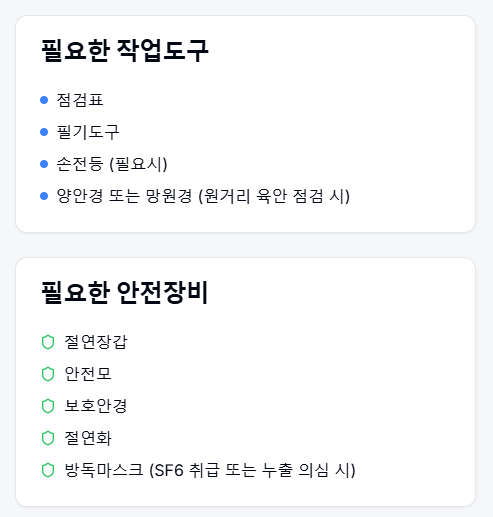 필요한 작업도구
점검표
필기도구
손전등 (필요시)
양안경 또는 망원경 (원거리 육안 점검 시)
필요한 안전장비
절연장갑
안전모
보호안경
절연화
방독마스크 (SF6 취급 또는 누출 의심 시)